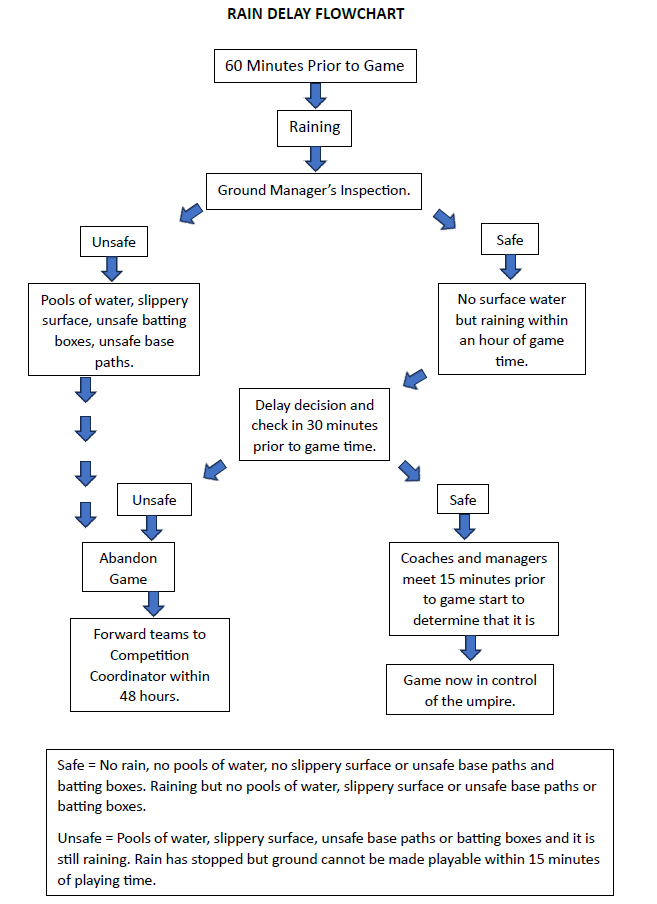 RAIN DELAY FLOWCHART
60 Minutes Prior to Game
Raining
Ground Manager's Inspection.
Unsafe
Safe
Pools of water, slippery
surface, unsafe batting
boxes, unsafe base
paths.
No surface water
but raining within
an hour of game
time.
Delay decision and
check in 30 minutes
prior to game time.
Unsafe
Safe
Abandon
Game
Coaches and managers
meet 15 minutes prior
to game start to
determine that it is
Forward teams to
Competition
Coordinator within
48 hours.
Game now in control
of the umpire.
Safe = No rain, no pools of water, no slippery surface or unsafe base paths and
batting boxes. Raining but no pools of water, slippery surface or unsafe base paths or
batting boxes.
Unsafe = Pools of water, slippery surface, unsafe base paths or batting boxes and it is
still raining. Rain has stopped but ground cannot be made playable within 15 minutes
of playing time.